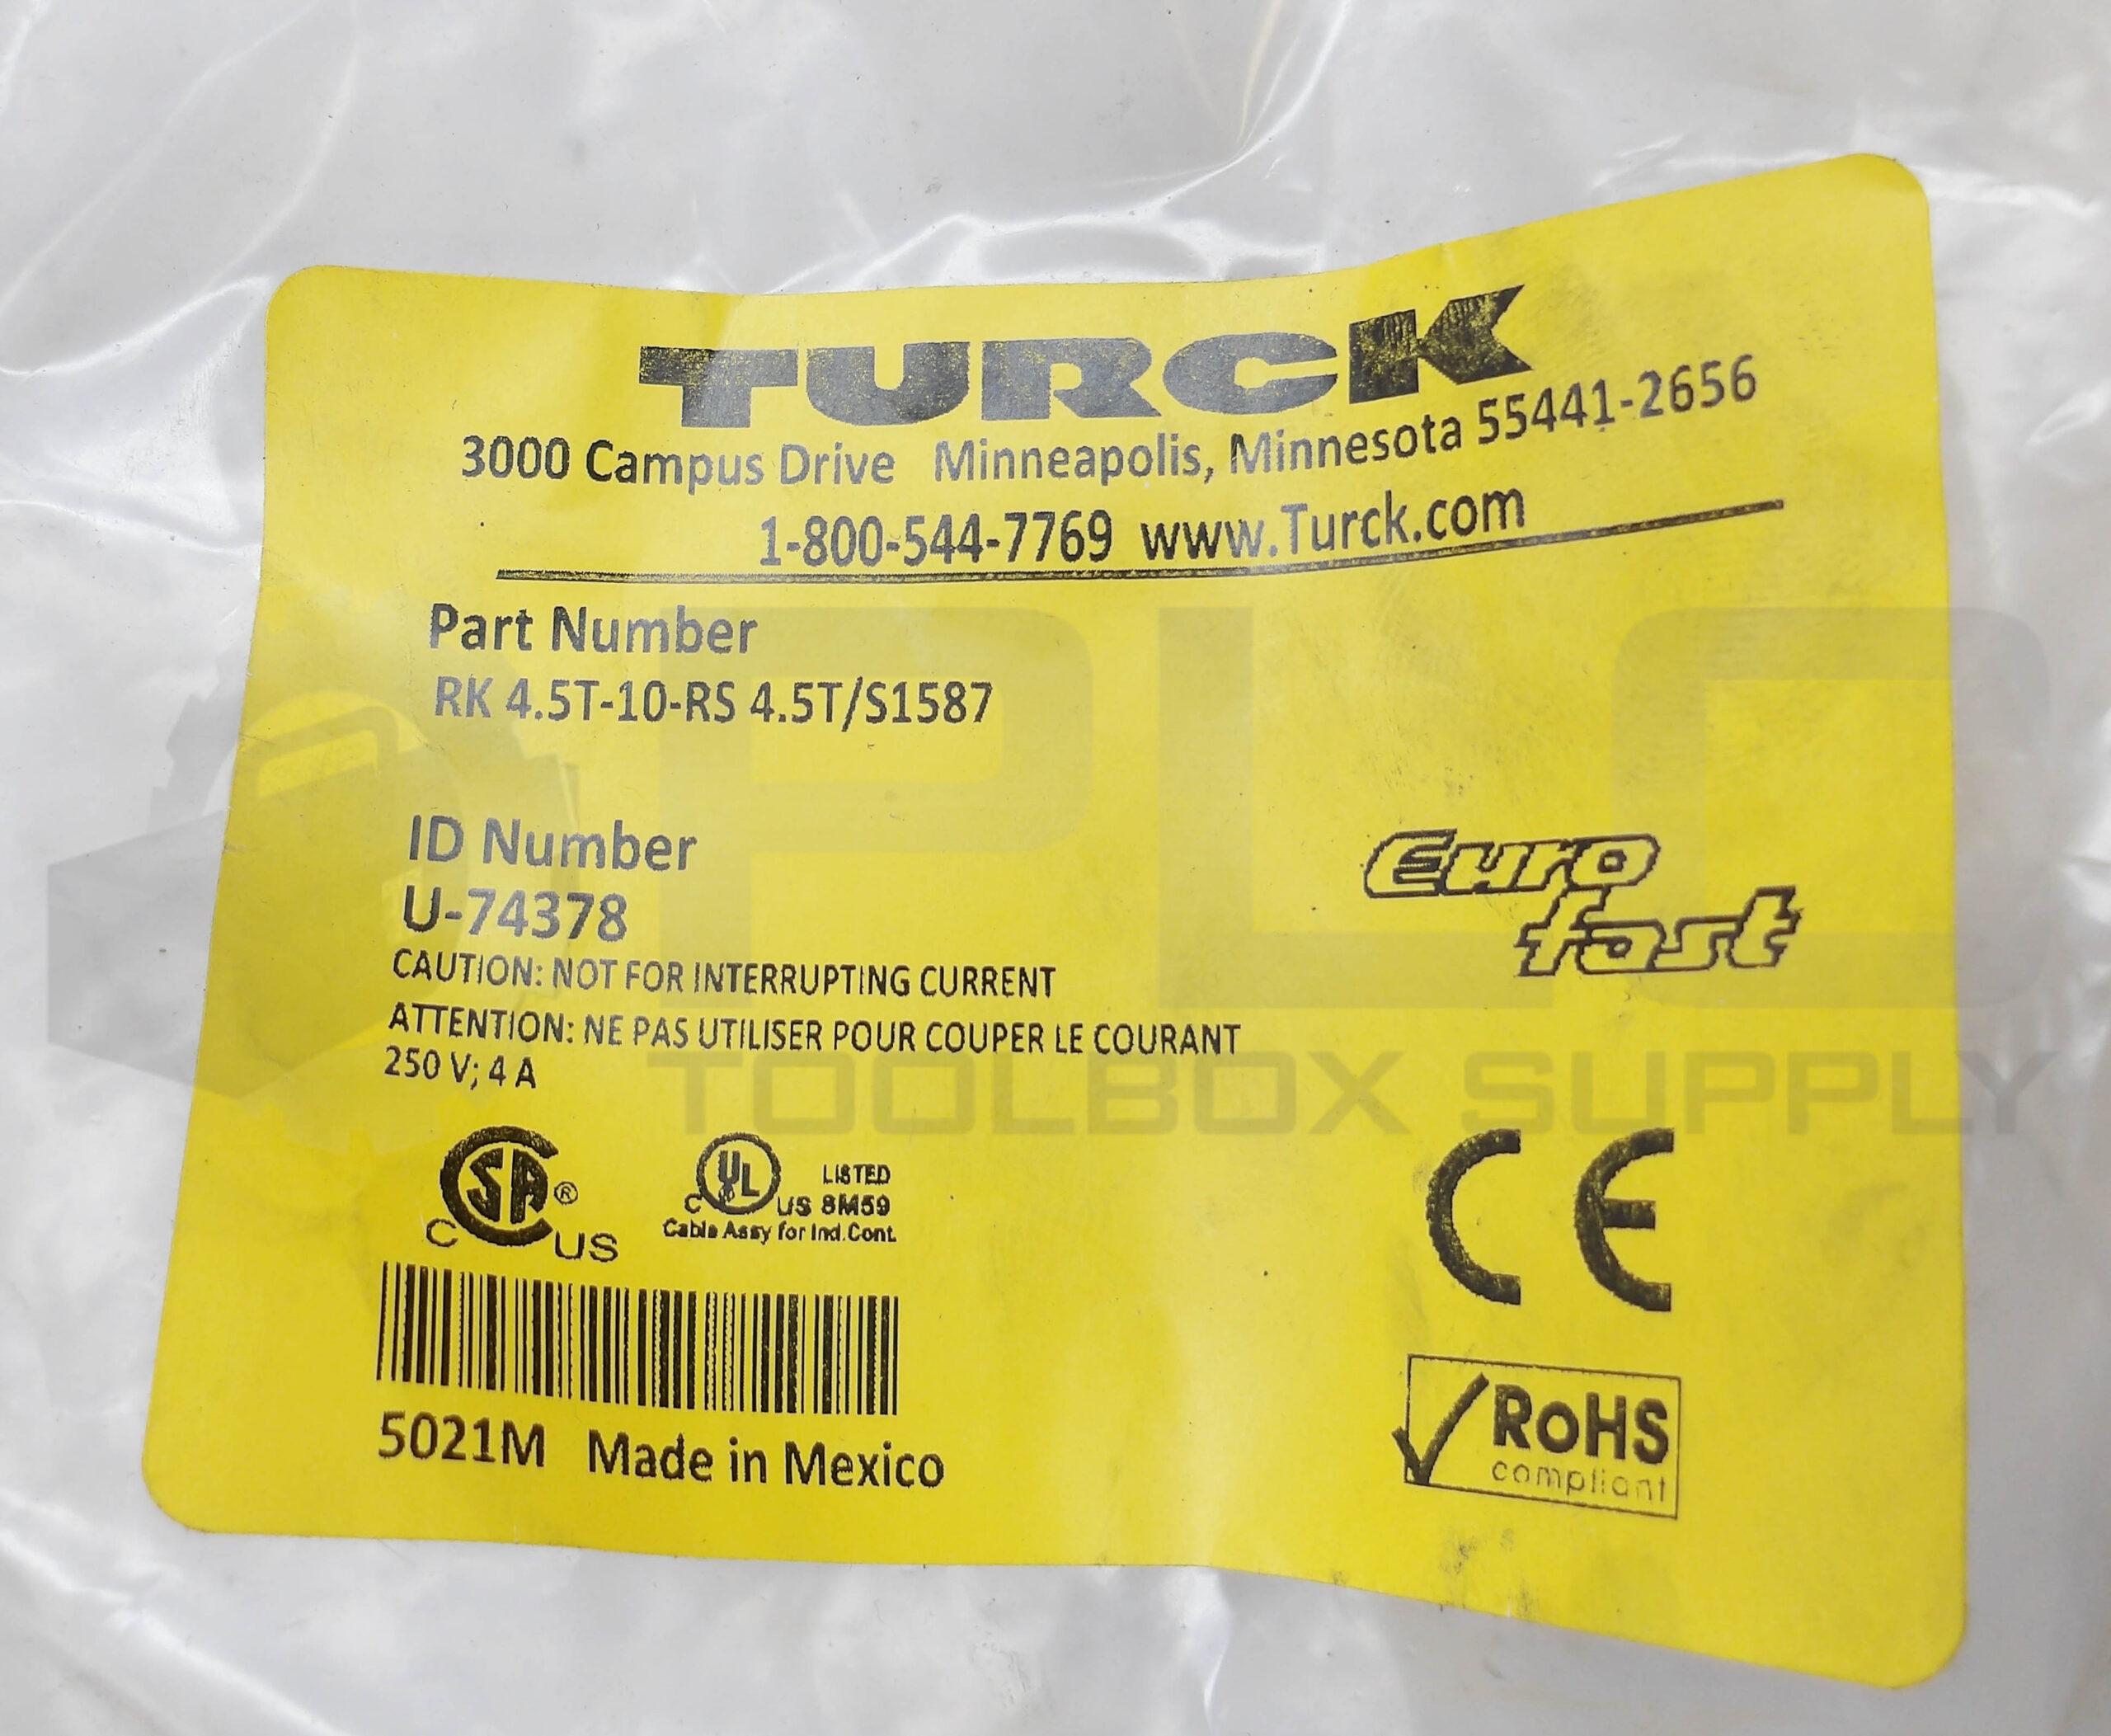 TURCK
3000 Campus Drive Minneapolis, Minnesota 55441-2656
1-800-544-7769 www.Turck.com
Part Number
RK 4.5T-10-RS 4.5T/S1587
ID Number
U-74378
CAUTION: NOT FOR INTERRUPTING CURRENT
ATTENTION: NE PAS UTILISER POUR COUPER LE COURANT
250 V; 4 A
Euro
fast
PLC
TOOLBOX SUPPLY
C SA ® US
C UL US LISTED
8M59
Cable Assy for Ind.Cont.
CE
5021M Made in Mexico
RoHS
compliant